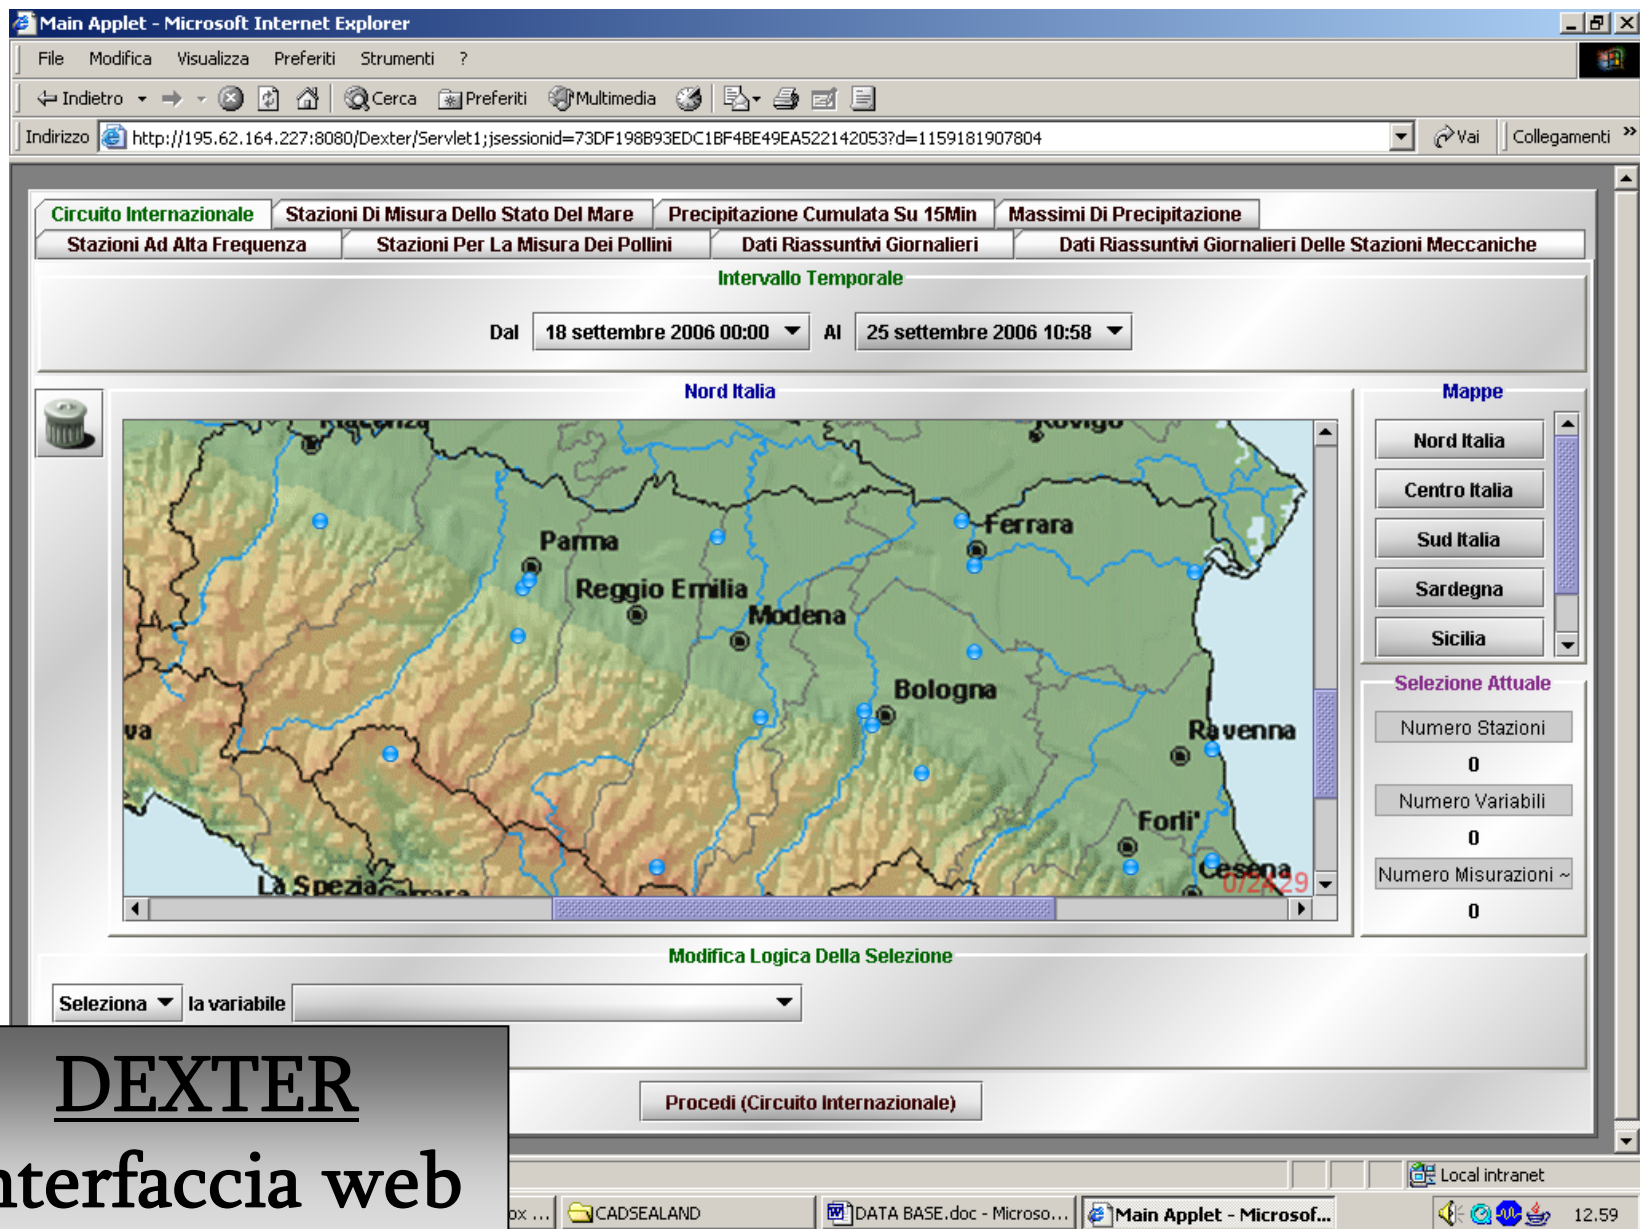 Main Applet - Microsoft Internet Explorer
File Modifica Visualizza Preferiti Strumenti ?
Indietro Cerca Preferiti Multimedia
Indirizzo http://195.62.164.227:8080/Dexter/Servlet1;jsessionid=73DF198B93EDC1BF4BE49EA522142053?d=1159181907804 Vai Collegamenti »
Circuito Internazionale Stazioni Di Misura Dello Stato Del Mare Precipitazione Cumulata Su 15Min Massimi Di Precipitazione
Stazioni Ad Alta Frequenza Stazioni Per La Misura Dei Pollini Dati Riassuntivi Giornalieri Dati Riassuntivi Giornalieri Delle Stazioni Meccaniche
Intervallo Temporale
Dal 18 settembre 2006 00:00 Al 25 settembre 2006 10:58
Nord Italia
Mappe
Nord Italia
Centro Italia
Sud Italia
Sardegna
Sicilia
Piacenza
Rovigo
Ferrara
Parma
Reggio Emilia
Modena
Bologna
va
Ravenna
Forli'
Cesena
La Spezia
Carrara
0/2429
Selezione Attuale
Numero Stazioni
0
Numero Variabili
0
Numero Misurazioni ~
0
Modifica Logica Della Selezione
Seleziona la variabile
Procedi (Circuito Internazionale)
DEXTER
nterfaccia web
Local intranet
ox ... CADSEALAND DATA BASE.doc - Microso... Main Applet - Microsof... 12.59